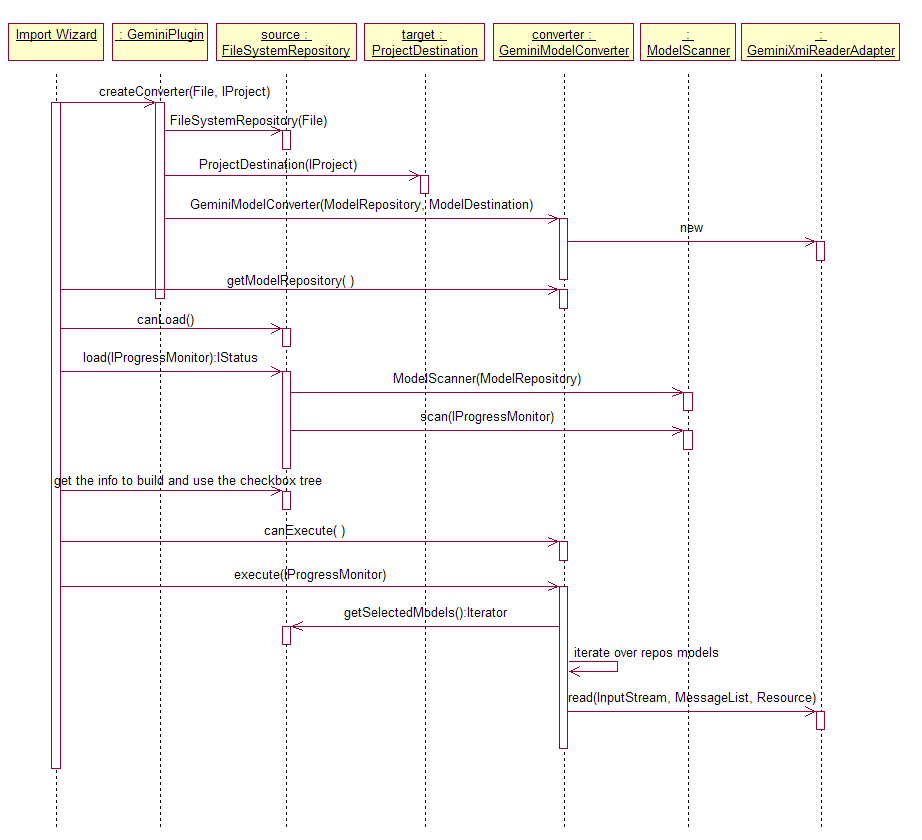 Import Wizard
: GeminiPlugin
source :
FileSystemRepository
target :
ProjectDestination
converter :
GeminiModelConverter
:
ModelScanner
:
GeminiXmiReaderAdapter
createConverter(File, IProject)
FileSystemRepository(File)
ProjectDestination(IProject)
GeminiModelConverter(ModelRepository, ModelDestination)
new
getModelRepository( )
canLoad()
load(IProgressMonitor):IStatus
ModelScanner(ModelRepository)
scan(IProgressMonitor)
get the info to build and use the checkbox tree
canExecute( )
execute(IProgressMonitor)
getSelectedModels():Iterator
iterate over repos models
read(InputStream, MessageList, Resource)